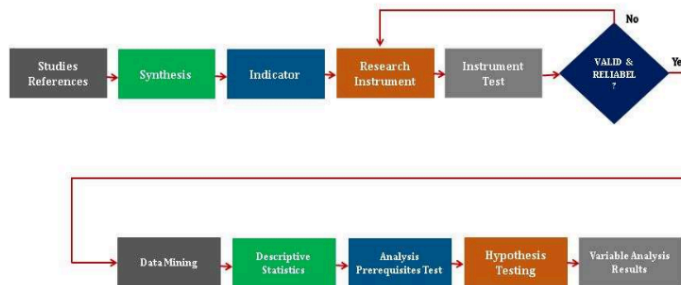 No
Studies
References
Synthesis
Indicator
Research
Instrument
Instrument
Test
VALID &
RELIABEL
?
Ye
Data Mining
Descriptive
Statistics
Analysis
Prerequisites Test
Hypothesis
Testing
Variable Analysis
Results